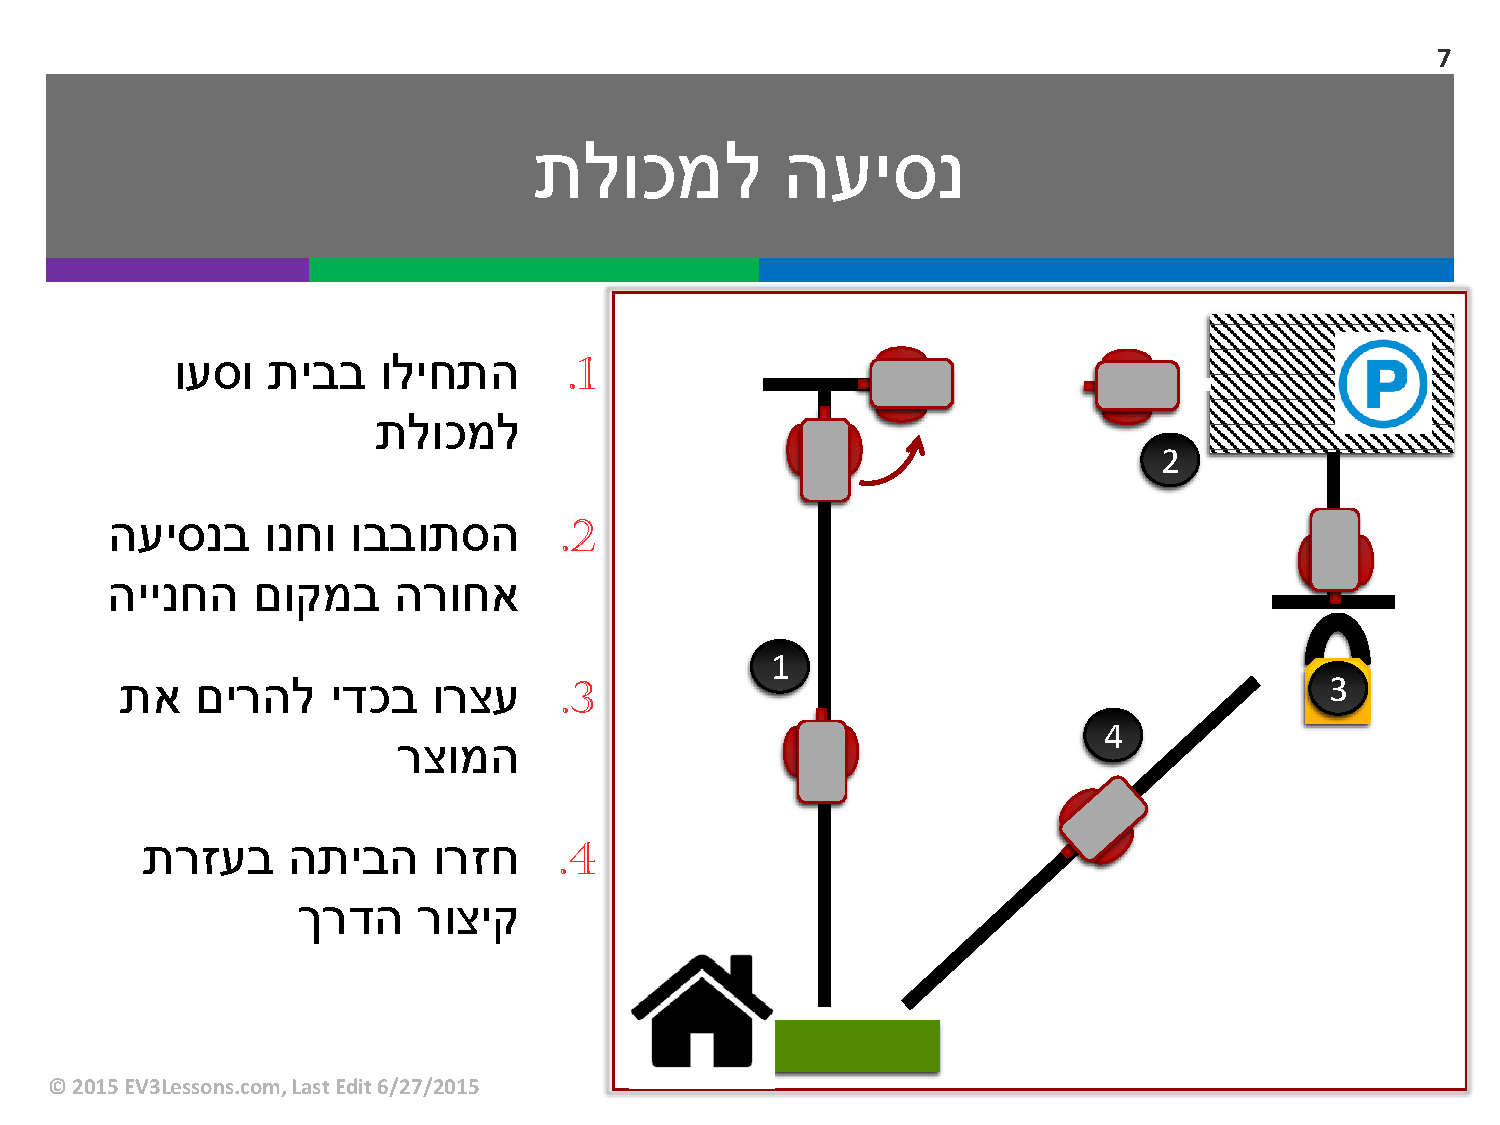 7
נסיעה למכולת
1. התחילו בבית וסעו
למכולת
2. הסתובבו וחנו בנסיעה
אחורה במקום החנייה
3. עצרו בכדי להרים את
המוצר
4. חזרו הביתה בעזרת
קיצור הדרך
P
2
1
3
4
© 2015 EV3Lessons.com, Last Edit 6/27/2015